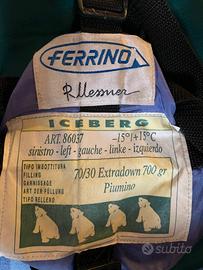 FERRINO
R. Messner
ICEBERG
ART. 86037 -15°/+15°C
sinistro - left - gauche - linke - izquierdo
TIPO IMBOTTITURA
FILLING
GARNISSAGE
ART DER FÜLLUNG
TIPO RELLENO
70/30 Extradown 700 gr
Piumino
subito